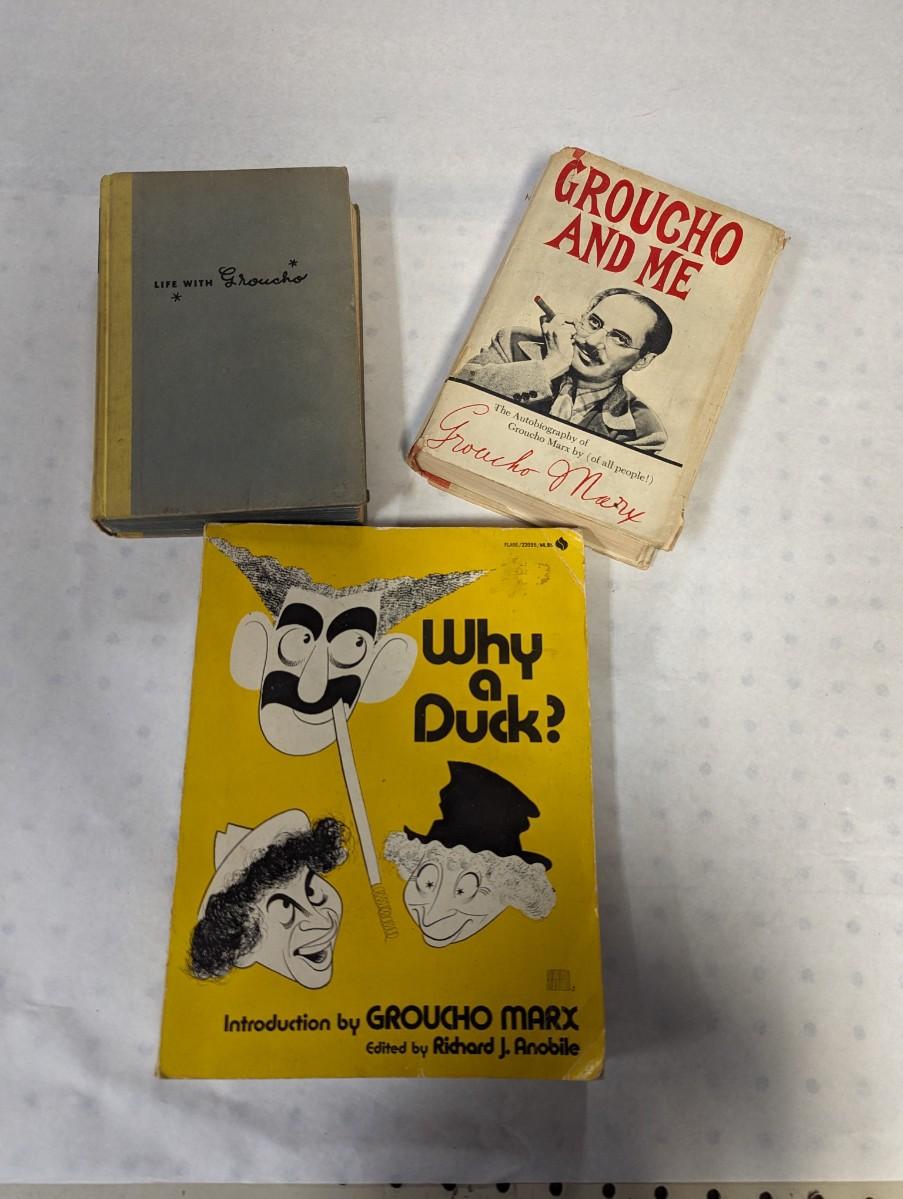 LIFE WITH Groucho
GROUCHO
AND ME
The Autobiography of
Groucho Marx by (of all people!)
Groucho Marx
Why
a
Duck?
Introduction by GROUCHO MARX
Edited by Richard J. Anobile